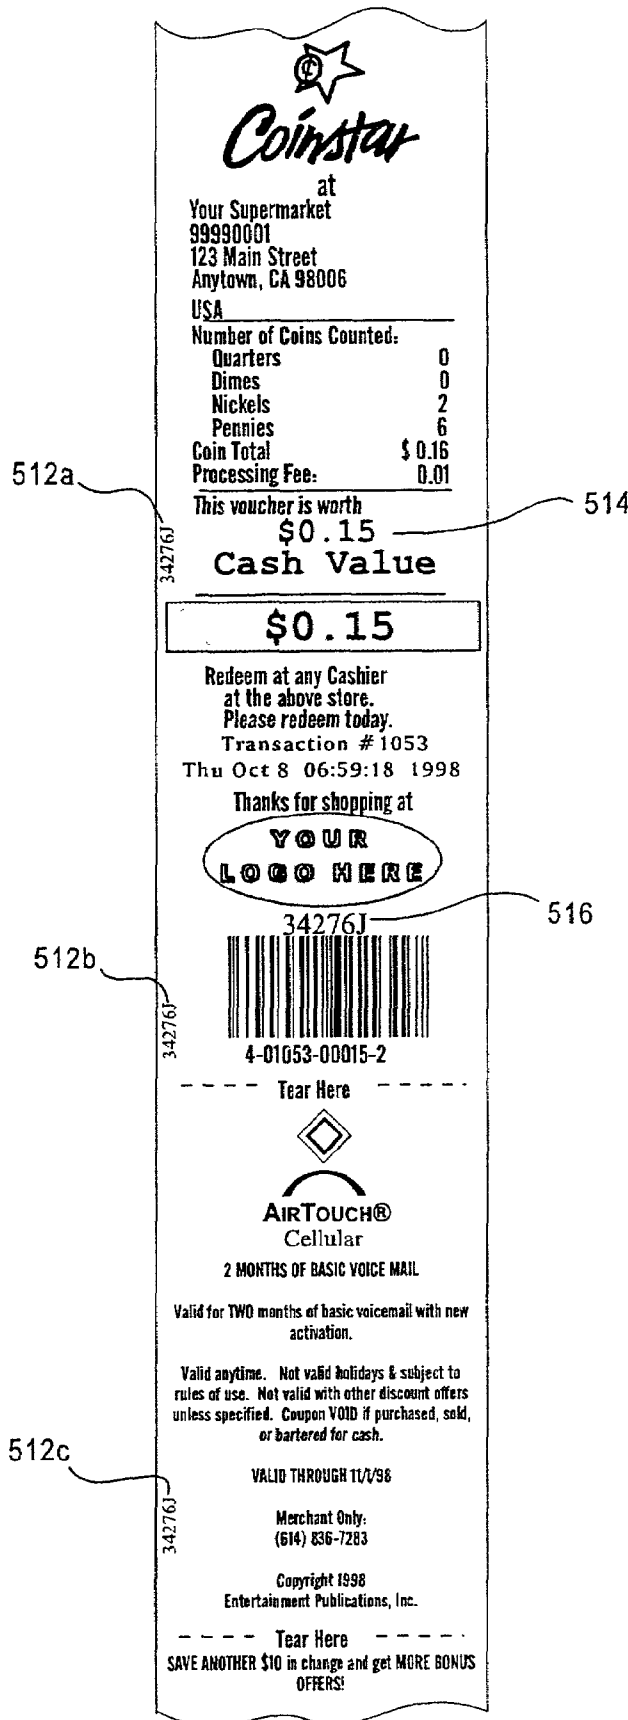 ₵
Coinstar
at
Your Supermarket
99990001
123 Main Street
Anytown, CA 98006
USA
Number of Coins Counted:
Quarters 0
Dimes 0
Nickels 2
Pennies 6
Coin Total $ 0.16
Processing Fee: 0.01
512a
This voucher is worth
514
$0.15
34276J
Cash Value
$0.15
Redeem at any Cashier
at the above store.
Please redeem today.
Transaction #1053
Thu Oct 8 06:59:18 1998
Thanks for shopping at
YOUR
LOGO HERE
34276J
516
512b
34276J
4-01053-00015-2
Tear Here
AIRTOUCH®
Cellular
2 MONTHS OF BASIC VOICE MAIL
Valid for TWO months of basic voicemail with new
activation.
Valid anytime. Not valid holidays & subject to
rules of use. Not valid with other discount offers
unless specified. Coupon VOID if purchased, sold,
or bartered for cash.
512c
VALID THROUGH 11/1/98
34276J
Merchant Only:
(614) 836-7283
Copyright 1998
Entertainment Publications, Inc.
Tear Here
SAVE ANOTHER $10 in change and get MORE BONUS
OFFERS!